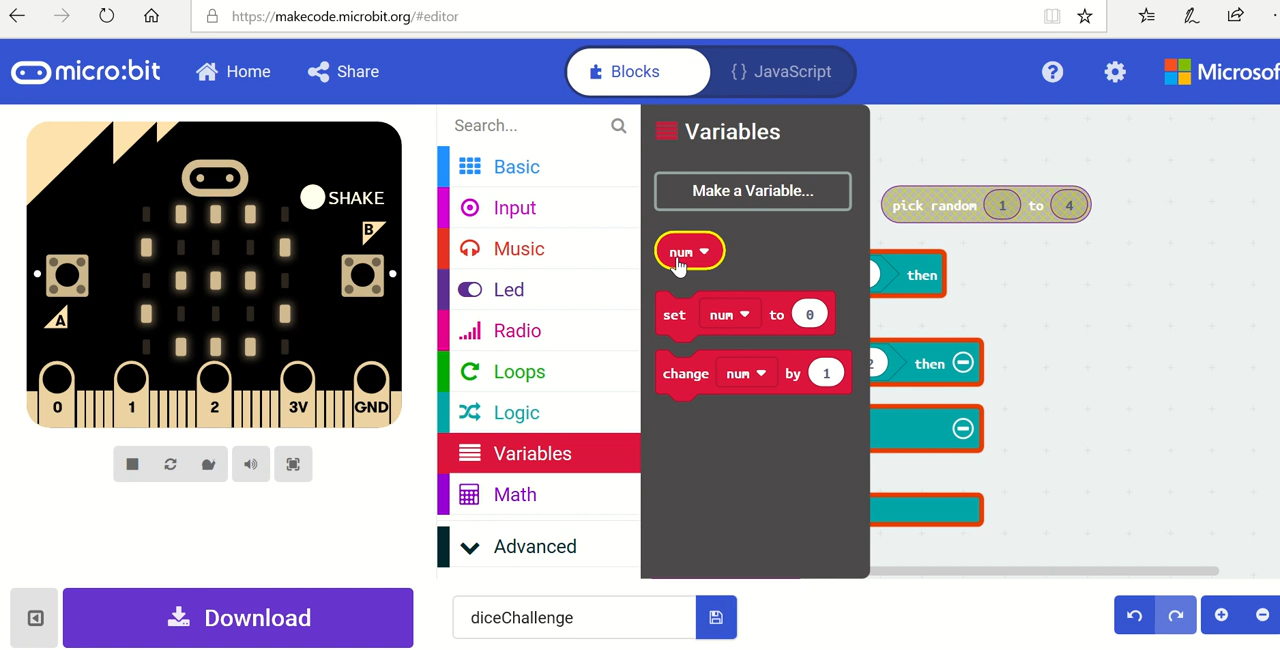 https://makecode.microbit.org/#editor
micro:bit
Home
Share
Blocks
{} JavaScript
?
Microsof
SHAKE
B
A
0 1 2 3V GND
Download
Search...
Basic
Input
Music
Led
Radio
Loops
Logic
Variables
Math
Advanced
Variables
Make a Variable...
num
set num to 0
change num by 1
pick random 1 to 4
then
2 then
diceChallenge